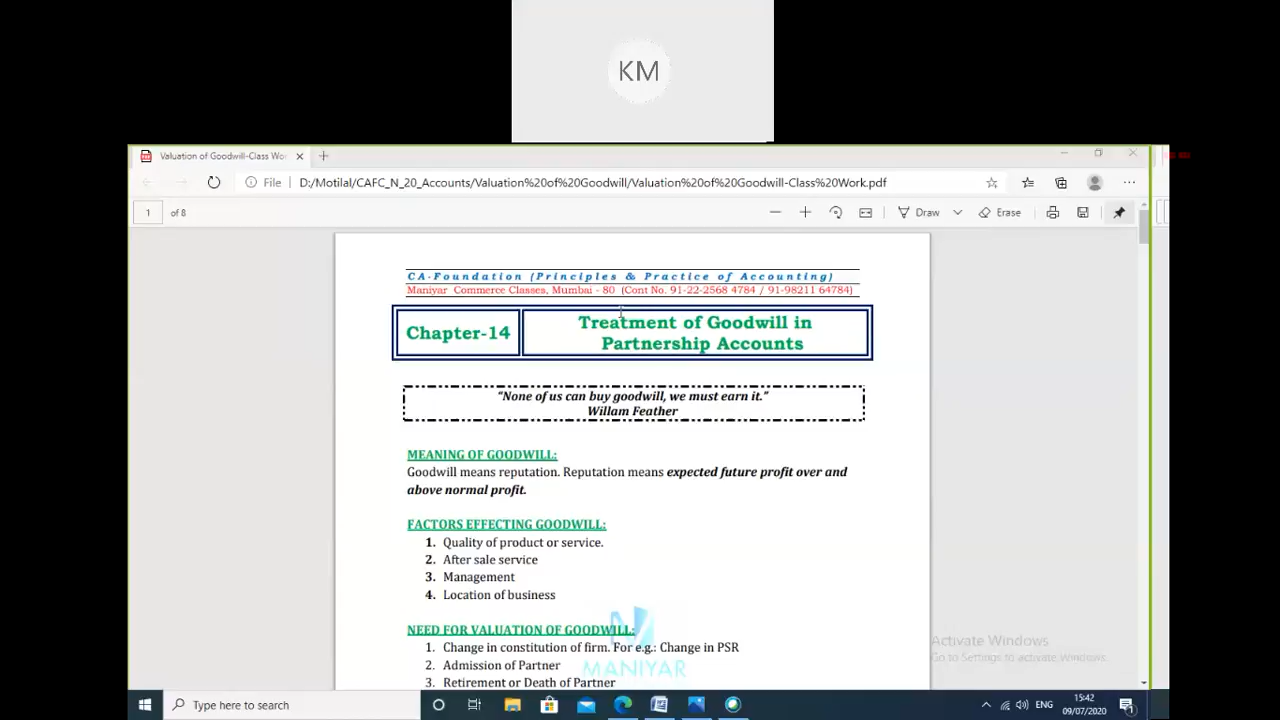 KM
Valuation of Goodwill-Class Wo
File D:/Motilal/CAFC_N_20_Accounts/Valuation%20of%20Goodwill/Valuation%20of%20Goodwill-Class%20Work.pdf
1 of 8 Draw Erase
CA-Foundation (Principles & Practice of Accounting)
Maniyar Commerce Classes, Mumbai - 80 (Cont No. 91-22-2568 4784 / 91-98211 64784)
Chapter-14
Treatment of Goodwill in
Partnership Accounts
"None of us can buy goodwill, we must earn it."
Willam Feather
MEANING OF GOODWILL:
Goodwill means reputation. Reputation means expected future profit over and
above normal profit.
FACTORS EFFECTING GOODWILL:
1. Quality of product or service.
2. After sale service
3. Management
4. Location of business
NEED FOR VALUATION OF GOODWILL:
1. Change in constitution of firm. For e.g.: Change in PSR
2. Admission of Partner
3. Retirement or Death of Partner
MANIYAR
Activate Windows
Go to Settings to activate Windows.
Type here to search
ENG
15:42
09/07/2020
1